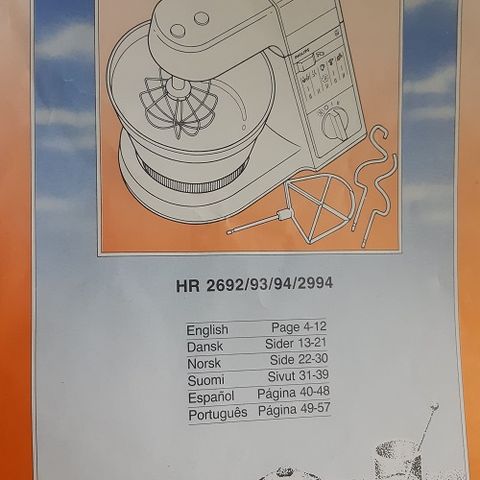 PHILIPS
HR 2692/93/94/2994
English Page 4-12
Dansk Sider 13-21
Norsk Side 22-30
Suomi Sivut 31-39
Español Página 40-48
Português Página 49-57